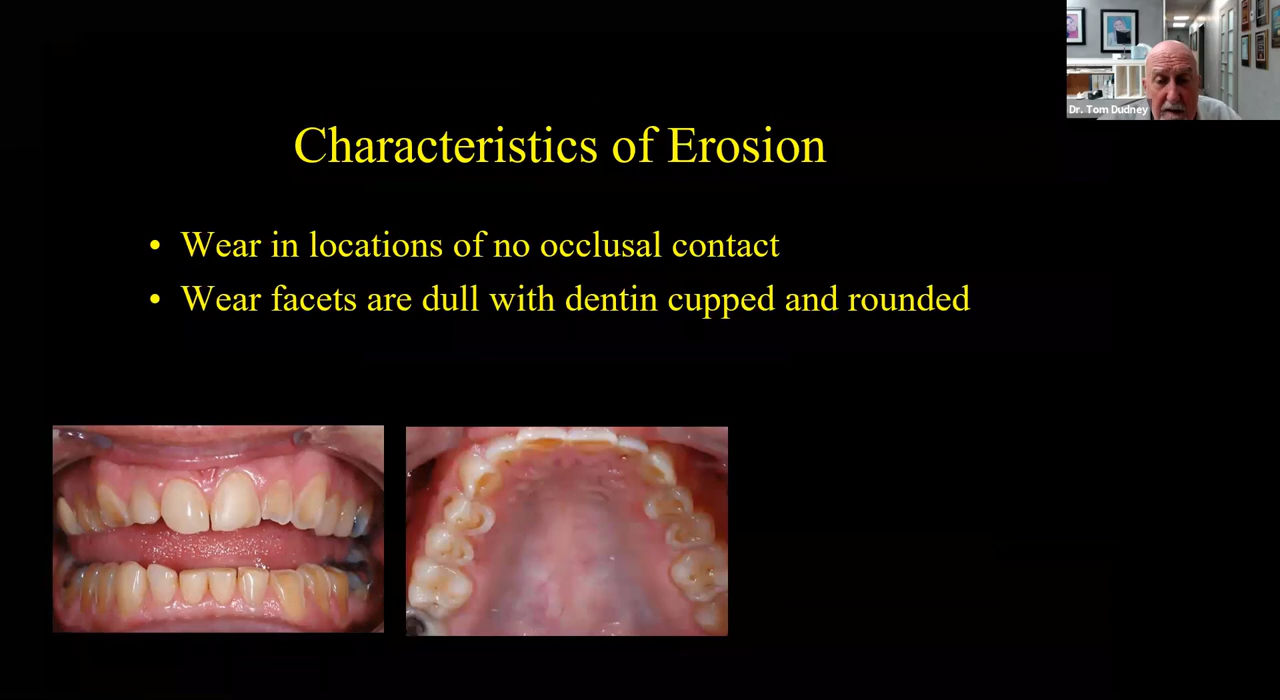 Dr. Tom Dudney
Characteristics of Erosion
• Wear in locations of no occlusal contact
• Wear facets are dull with dentin cupped and rounded